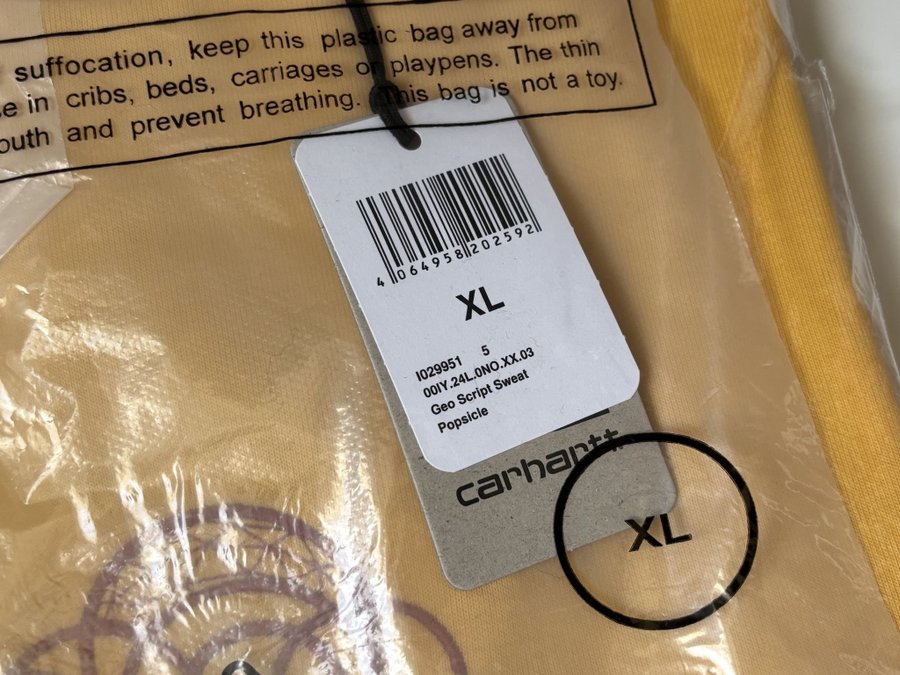 suffocation, keep this plastic bag away from
in cribs, beds, carriages or playpens. The thin
and prevent breathing. This bag is not a toy.
4 064958 202592
XL
I029951 5
00IY.24L.0NO.XX.03
Geo Script Sweat
Popsicle
carhartt
XL